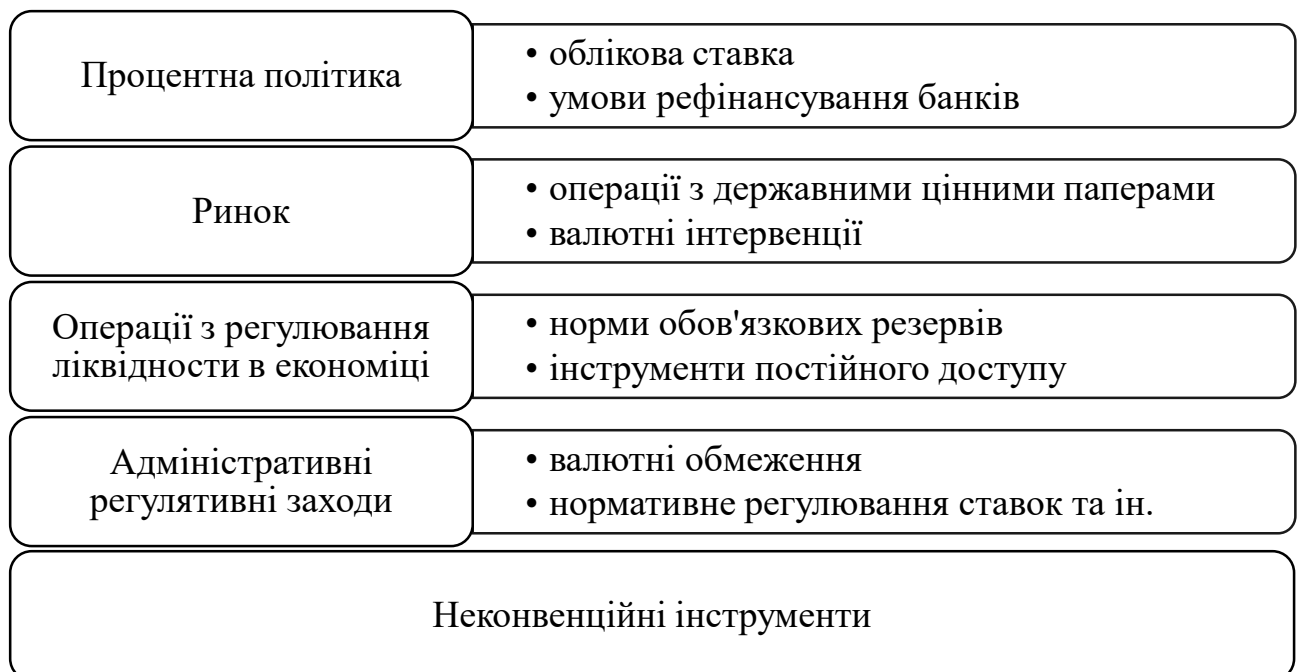 Процентна політика
• облікова ставка
• умови рефінансування банків
Ринок
• операції з державними цінними паперами
• валютні інтервенції
Операції з регулювання
ліквідности в економіці
• норми обов'язкових резервів
• інструменти постійного доступу
Адміністративні
регулятивні заходи
• валютні обмеження
• нормативне регулювання ставок та ін.
Неконвенційні інструменти